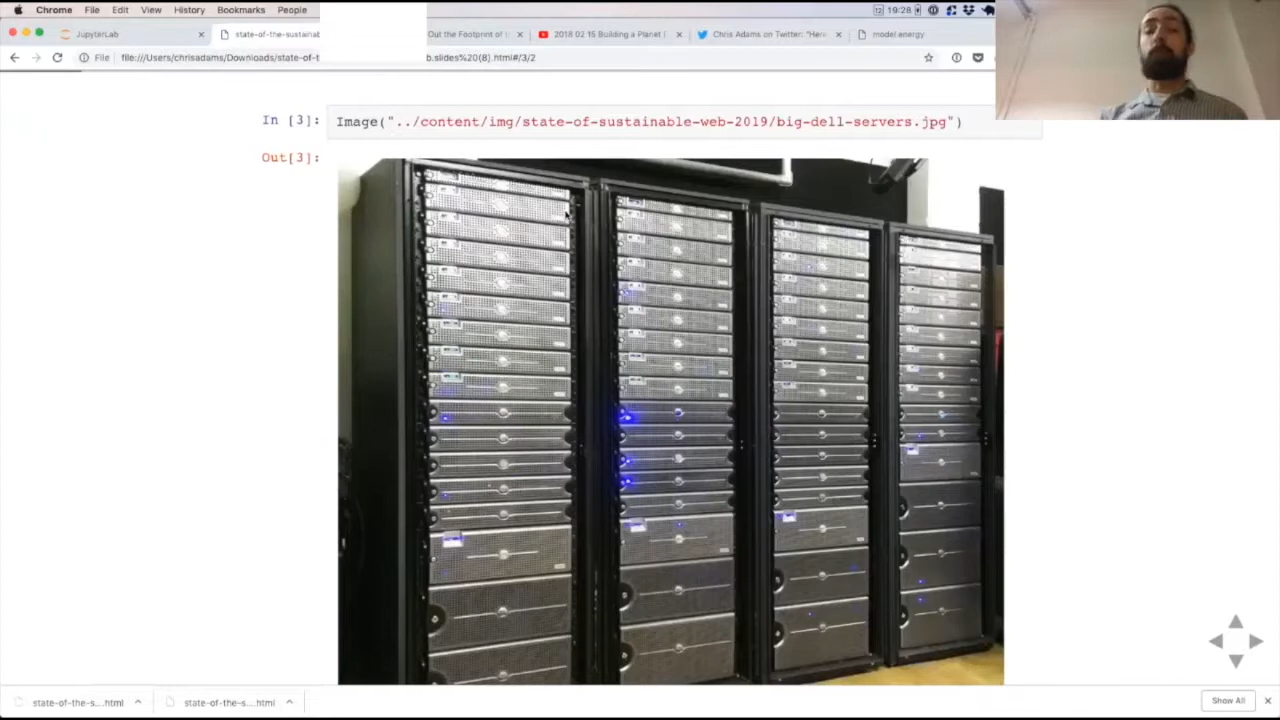 Chrome File Edit View History Bookmarks People 19:28
JupyterLab state-of-the-sustainab Out the Footprint of 2018 02 15 Building a Planet Chris Adams on Twitter: "Here model.energy
File file:///Users/chrisadams/Downloads/state-of-t b.slides%20(8).html#/3/2
In [3]: Image("../content/img/state-of-sustainable-web-2019/big-dell-servers.jpg")
Out[3]:
state-of-the-s....html state-of-the-s....html Show All